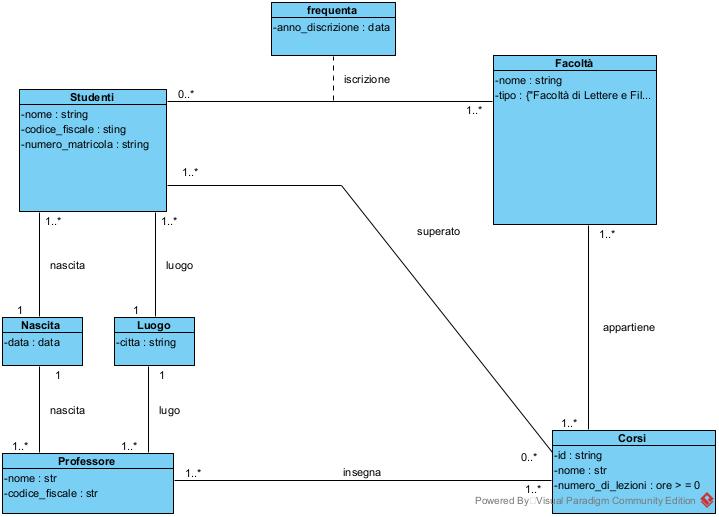 frequenta
-anno_discrizione : data
iscrizione
Facoltà
-nome : string
-tipo : {"Facoltà di Lettere e Fil...
Studenti
-nome : string
-codice_fiscale : sting
-numero_matricola : string
0..*
1..*
1..*
superato
1..*
1..*
1..*
nascita
luogo
appartiene
1
1
Nascita
-data : data
Luogo
-citta : string
1
1
nascita
lugo
1..*
1..*
1..*
Professore
-nome : str
-codice_fiscale : str
1..*
insegna
0..*
1..*
Corsi
-id : string
-nome : str
-numero_di_lezioni : ore > = 0
Powered By Visual Paradigm Community Edition